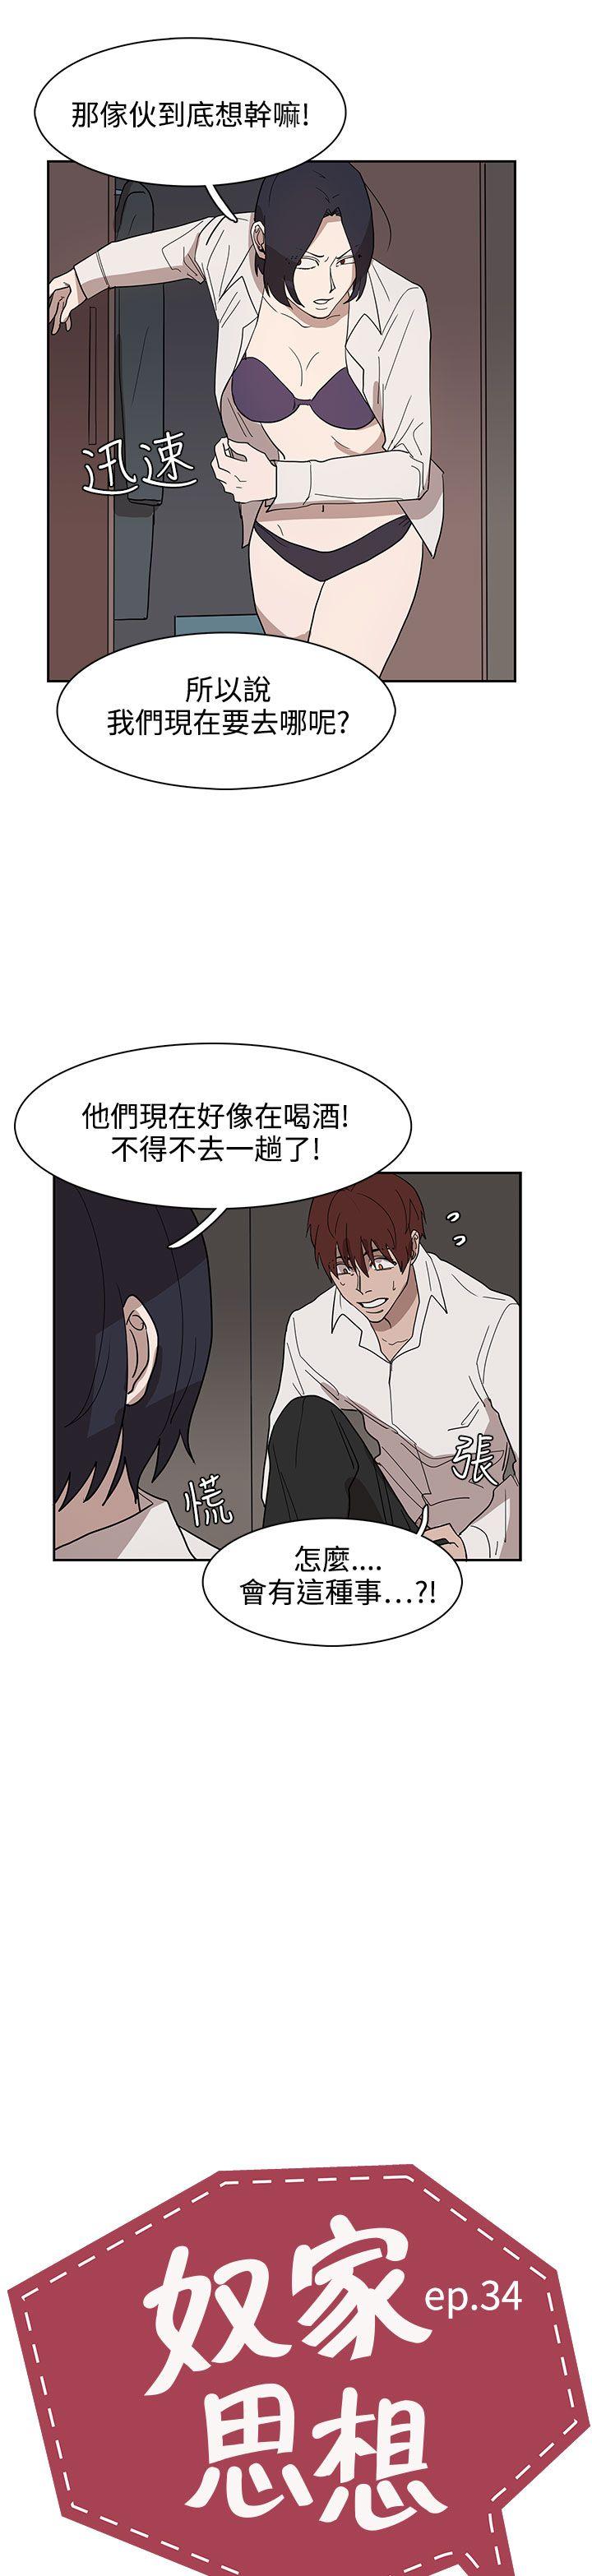 那傢伙到底想幹嘛!
迅速
所以說
我們現在要去哪呢?
他們現在好像在喝酒!
不得不去一趟了!
慌
張
怎麼....
會有這種事...?!
奴家
ep.34
思想